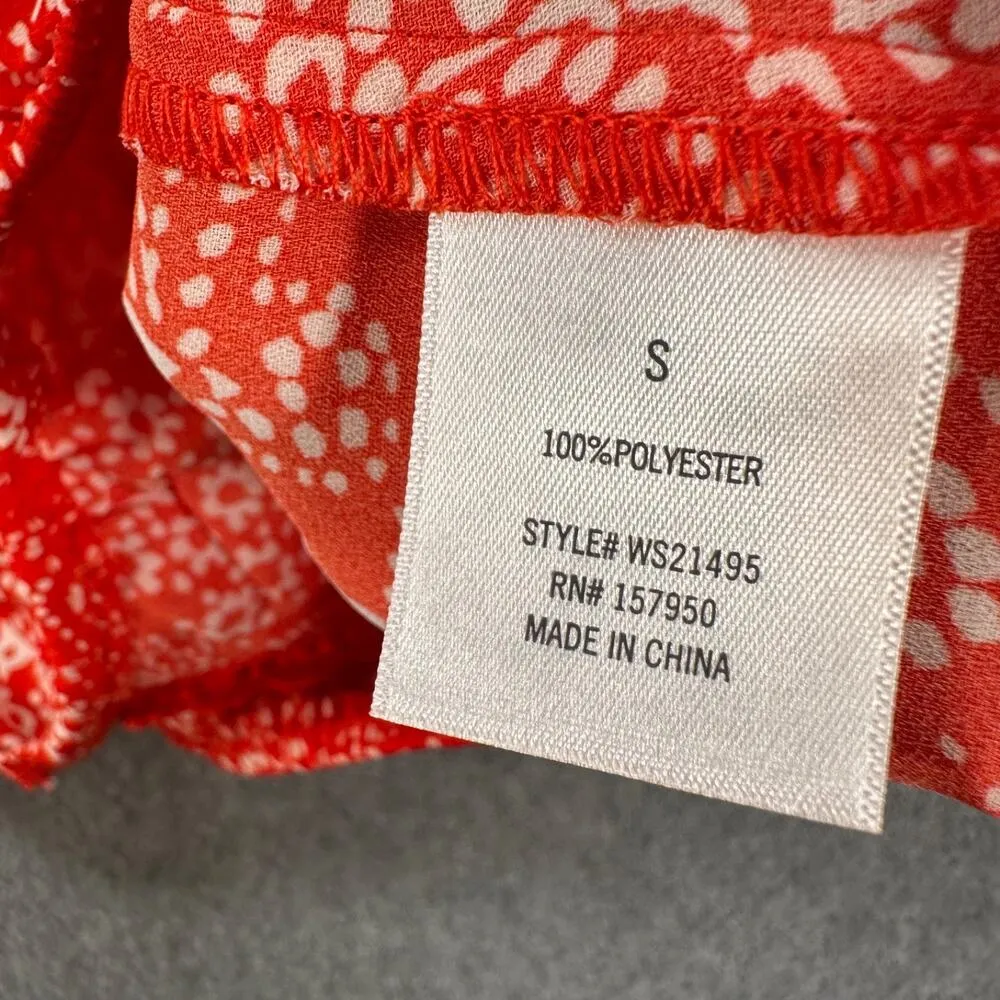 S
100%POLYESTER
STYLE# WS21495
RN# 157950
MADE IN CHINA